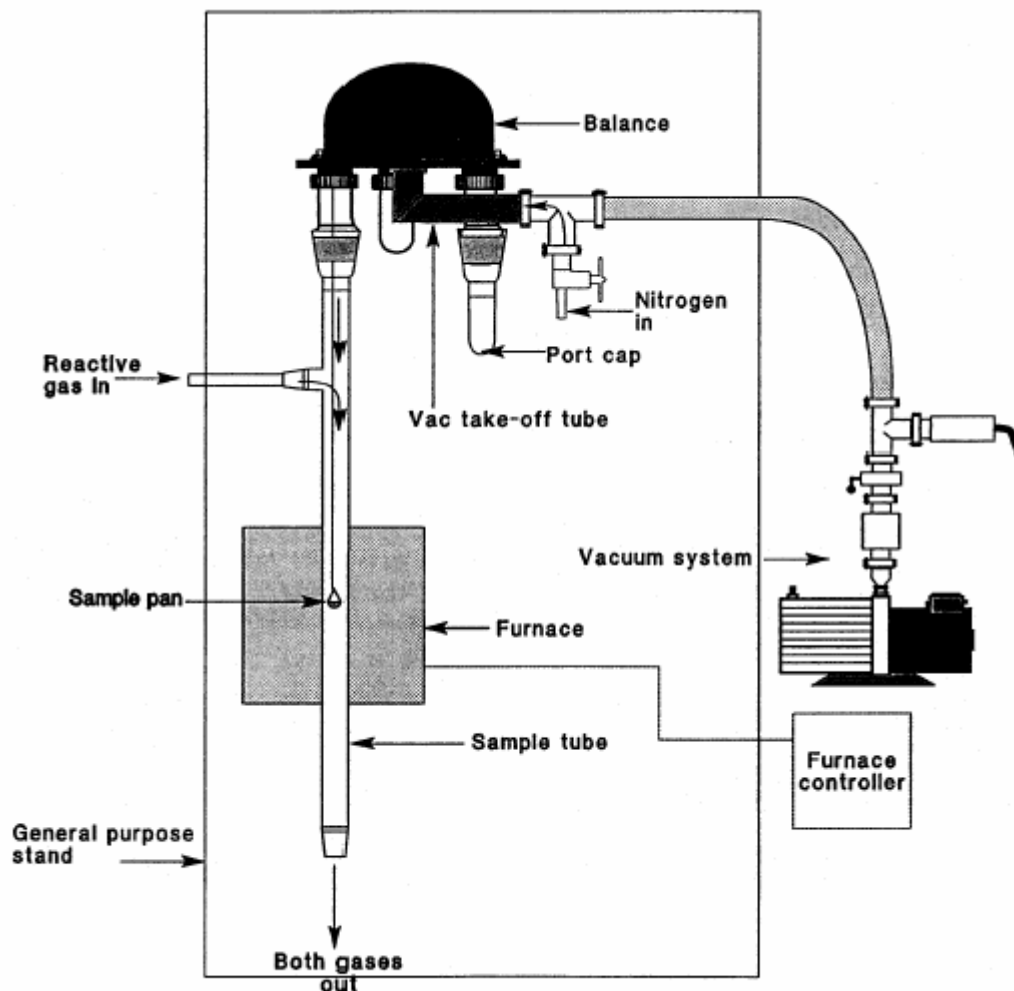 Balance
Nitrogen
in
Port cap
Reactive
gas in
Vac take-off tube
Vacuum system
Sample pan
Furnace
Sample tube
Furnace
controller
General purpose
stand
Both gases
out